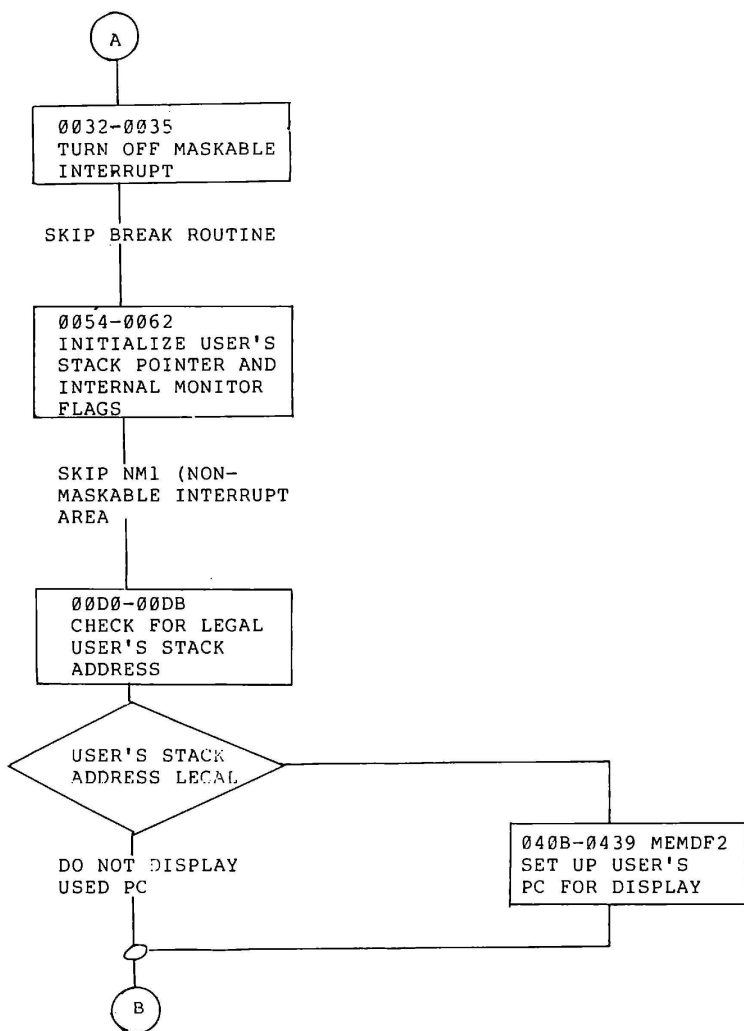 A
0032-0035
TURN OFF MASKABLE
INTERRUPT
SKIP BREAK ROUTINE
0054-0062
INITIALIZE USER'S
STACK POINTER AND
INTERNAL MONITOR
FLAGS
SKIP NM1 (NON-
MASKABLE INTERRUPT
AREA
00D0-00DB
CHECK FOR LEGAL
USER'S STACK
ADDRESS
USER'S STACK
ADDRESS LEGAL
040B-0439 MEMDF2
SET UP USER'S
PC FOR DISPLAY
DO NOT DISPLAY
USED PC
B